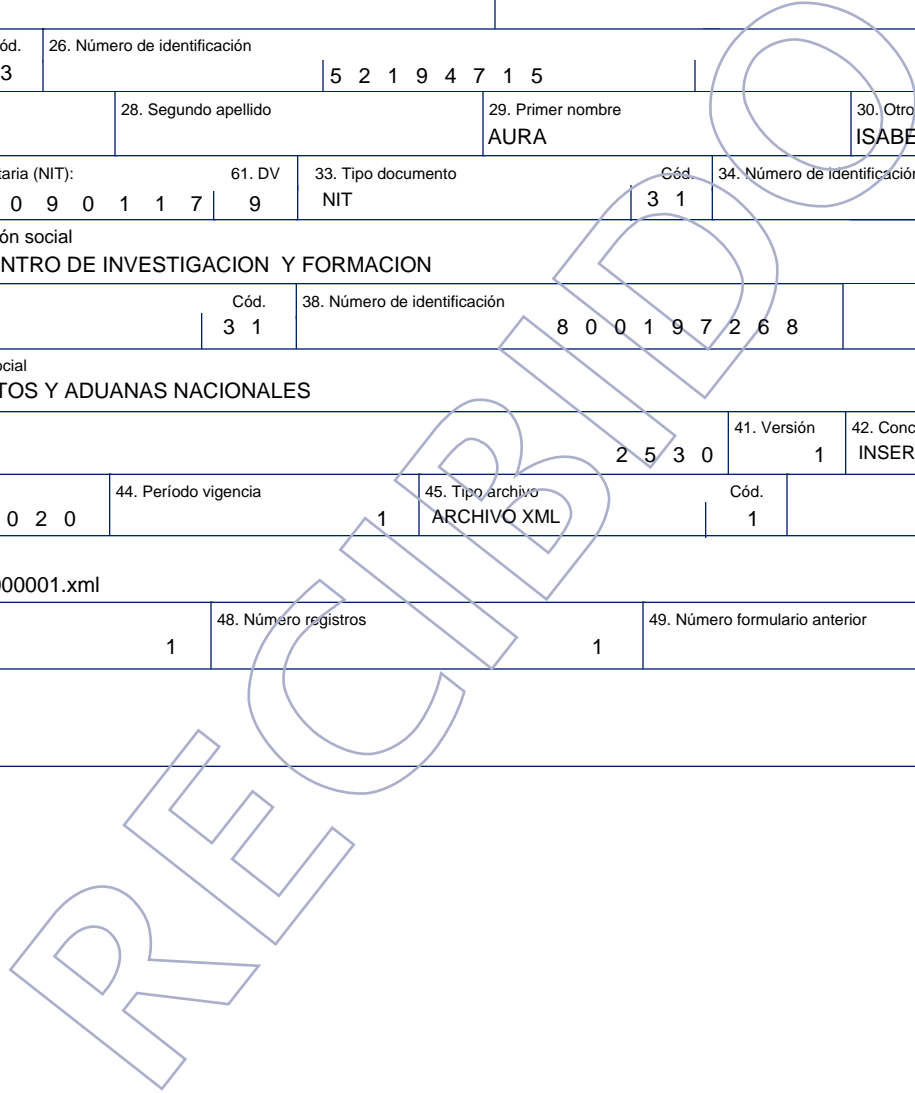 ód. 26. Número de identificación
3 5 2 1 9 4 7 1 5
28. Segundo apellido 29. Primer nombre 30. Otro
AURA ISABE
taria (NIT): 61. DV 33. Tipo documento Cód. 34. Número de identificación
0 9 0 1 1 7 9 NIT 3 1
ón social
NTRO DE INVESTIGACION Y FORMACION
Cód. 38. Número de identificación
3 1 8 0 0 1 9 7 2 6 8
ocial
TOS Y ADUANAS NACIONALES
41. Versión 42. Conc
2 5 3 0 1 INSER
44. Período vigencia 45. Tipo archivo Cód.
0 2 0 1 ARCHIVO XML 1
000001.xml
48. Número registros 49. Número formulario anterior
1 1
RECIBIDO